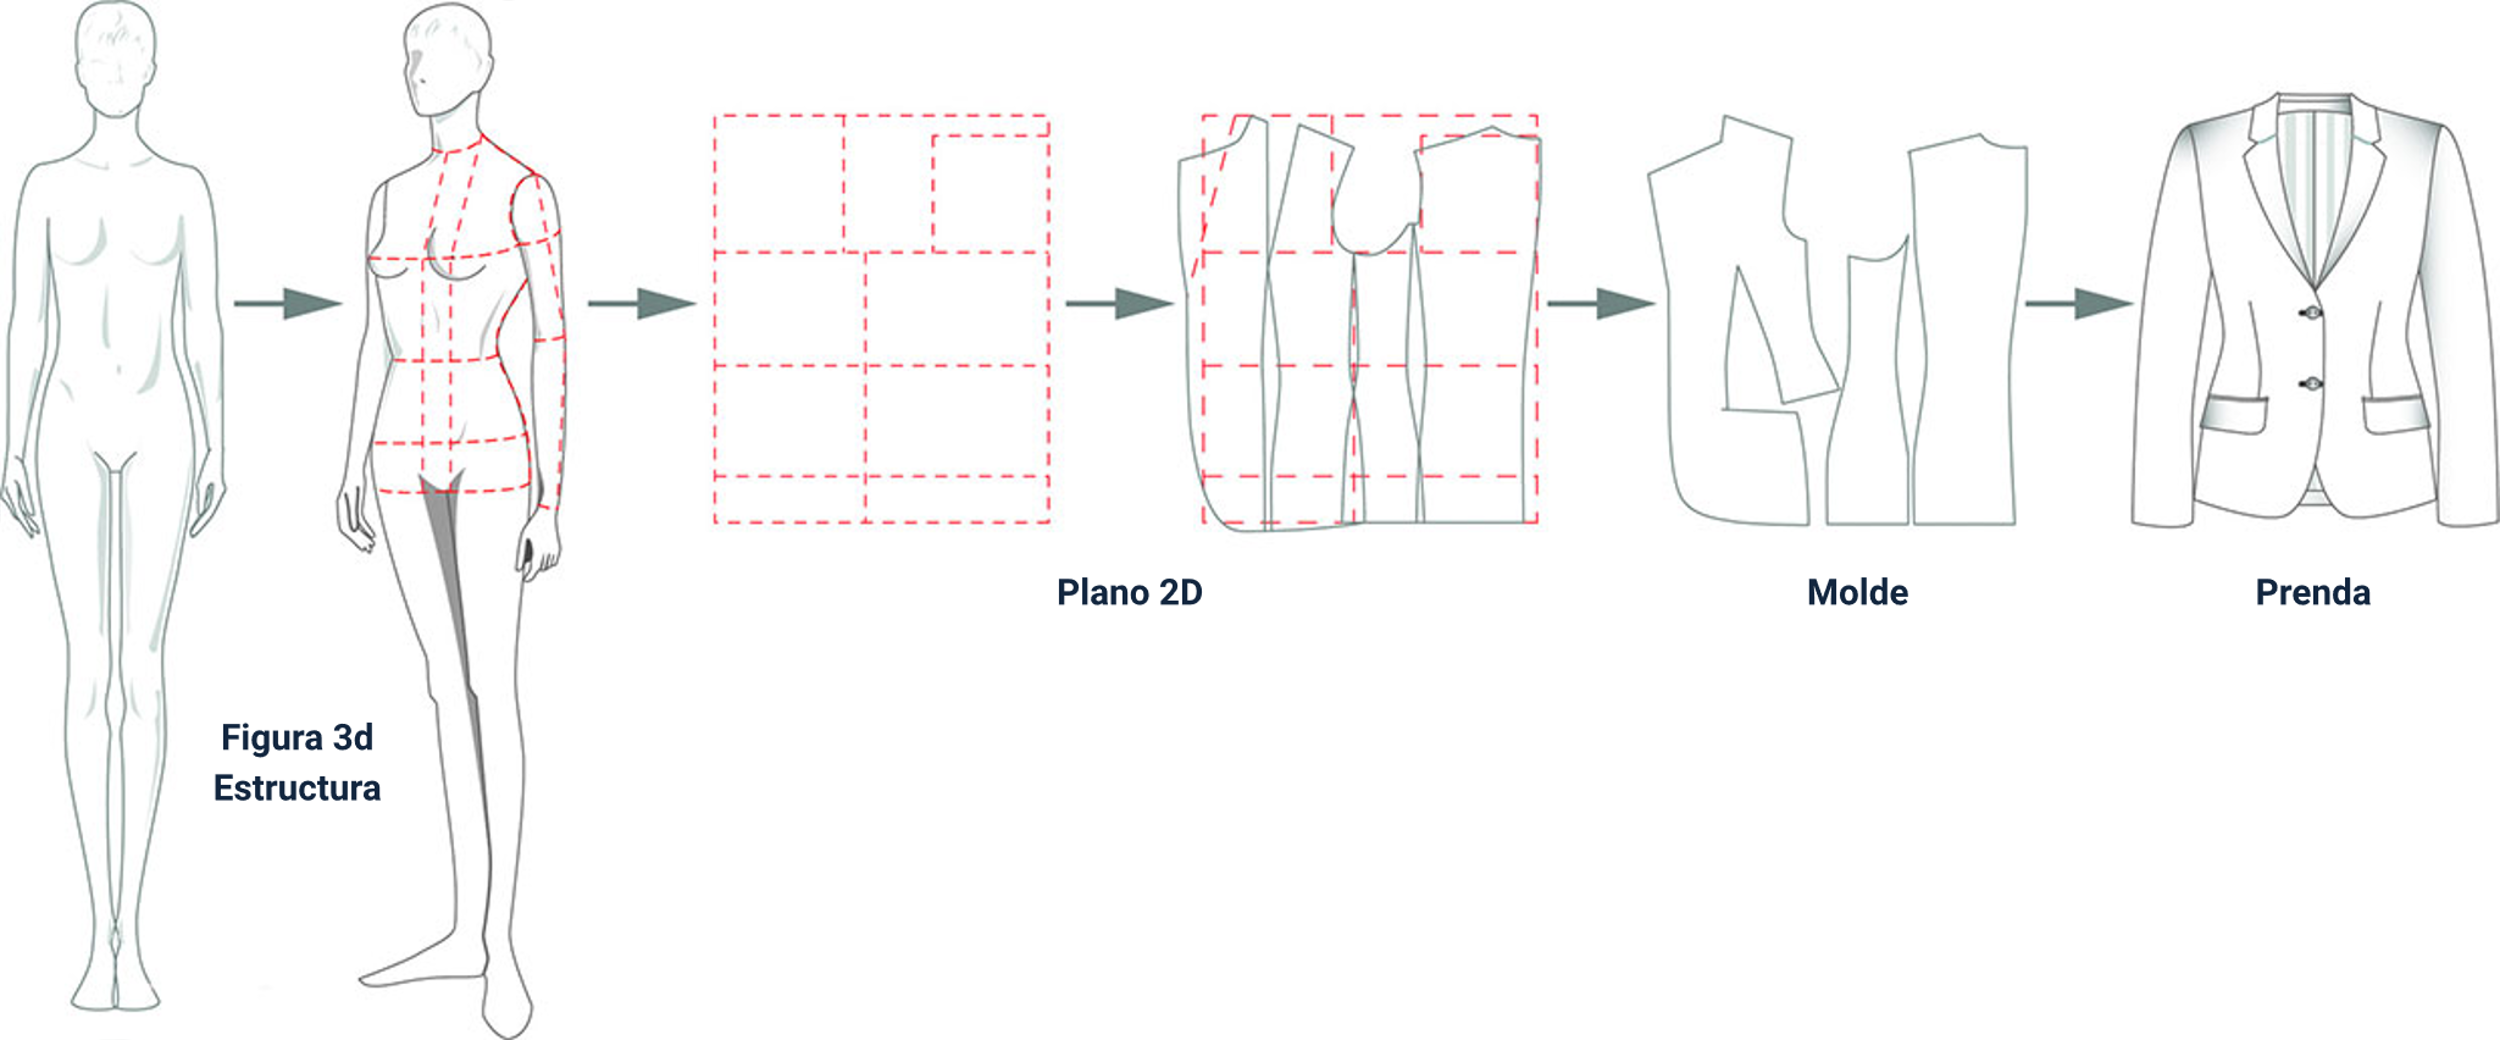 Figura 3d
Estructura
Plano 2D
Molde
Prenda